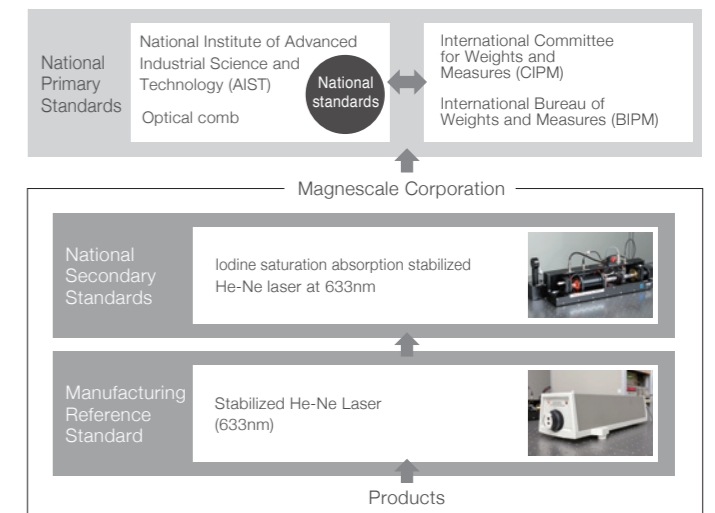 National
Primary
Standards
National Institute of Advanced
Industrial Science and
Technology (AIST)
Optical comb
National
standards
International Committee
for Weights and
Measures (CIPM)
International Bureau of
Weights and Measures (BIPM)
Magnescale Corporation
National
Secondary
Standards
Iodine saturation absorption stabilized
He-Ne laser at 633nm
Manufacturing
Reference
Standard
Stabilized He-Ne Laser
(633nm)
Products